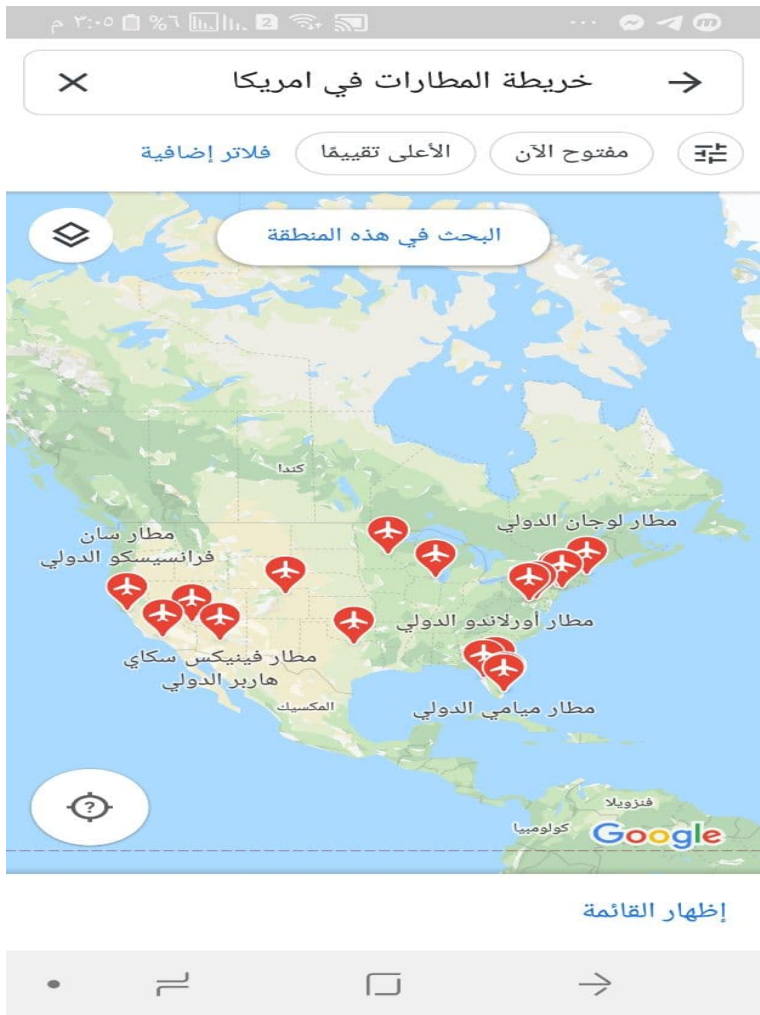 ٣:٠٥ م ٦% 2
خريطة المطارات في امريكا
مفتوح الآن
الأعلى تقييمًا
فلاتر إضافية
البحث في هذه المنطقة
كندا
مطار لوجان الدولي
مطار سان
فرانسيسكو الدولي
مطار أورلاندو الدولي
مطار فينيكس سكاي
هاربر الدولي
المكسيك
مطار ميامي الدولي
فنزويلا
كولومبيا
Google
إظهار القائمة